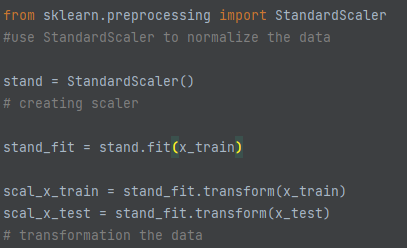 from sklearn.preprocessing import StandardScaler
#use StandardScaler to normalize the data
stand = StandardScaler()
# creating scaler
stand_fit = stand.fit(x_train)
scal_x_train = stand_fit.transform(x_train)
scal_x_test = stand_fit.transform(x_test)
# transformation the data